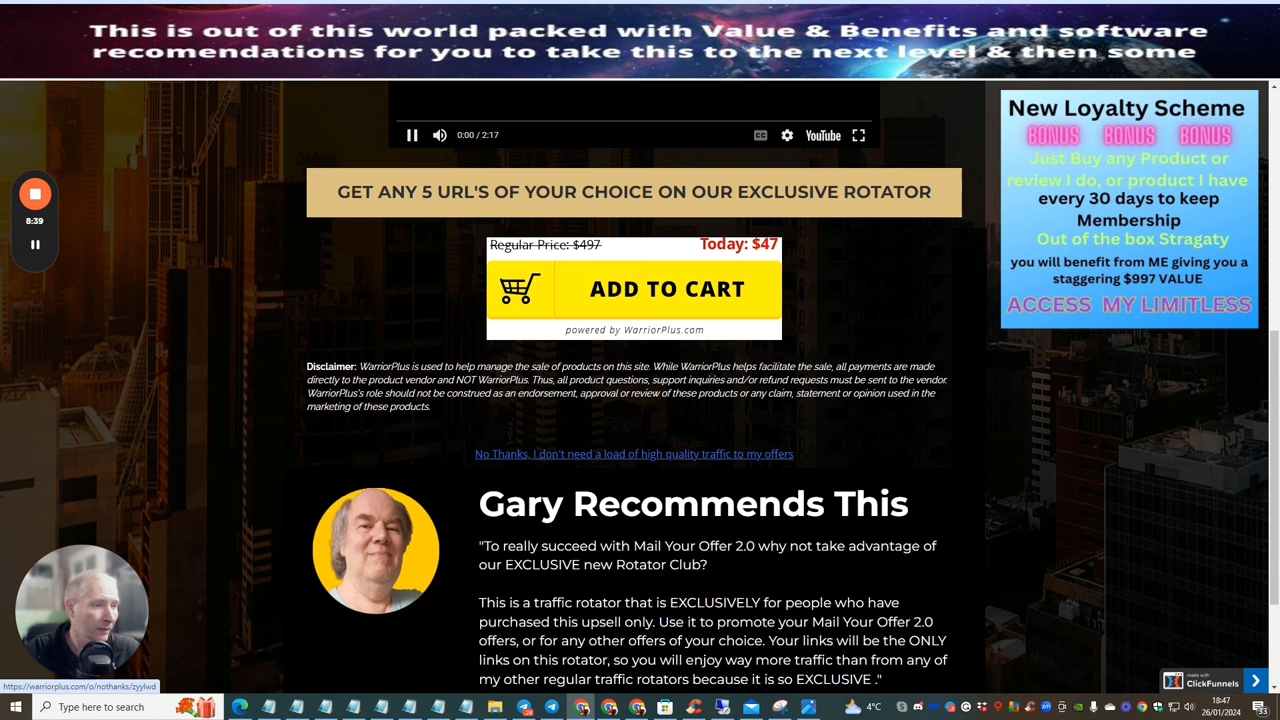 This is out of this world packed with Value & Benefits and software
recomendations for you to take this to the next level & then some
0:00 / 2:17
CC
YouTube
GET ANY 5 URL'S OF YOUR CHOICE ON OUR EXCLUSIVE ROTATOR
Regular Price: $497
Today: $47
ADD TO CART
powered by WarriorPlus.com
Disclaimer: WarriorPlus is used to help manage the sale of products on this site. While WarriorPlus helps facilitate the sale, all payments are made
directly to the product vendor and NOT WarriorPlus. Thus, all product questions, support inquiries and/or refund requests must be sent to the vendor.
WarriorPlus's role should not be construed as an endorsement, approval or review of these products or any claim, statement or opinion used in the
marketing of these products.
No Thanks, I don't need a load of high quality traffic to my offers
Gary Recommends This
"To really succeed with Mail Your Offer 2.0 why not take advantage of
our EXCLUSIVE new Rotator Club?
This is a traffic rotator that is EXCLUSIVELY for people who have
purchased this upsell only. Use it to promote your Mail Your Offer 2.0
offers, or for any other offers of your choice. Your links will be the ONLY
links on this rotator, so you will enjoy way more traffic than from any of
my other regular traffic rotators because it is so EXCLUSIVE ."
New Loyalty Scheme
BONUS BONUS BONUS
Just Buy any Product or
review I do, or product I have
every 30 days to keep
Membership
Out of the box Stragaty
you will benefit from ME giving you a
staggering $997 VALUE
ACCESS MY LIMITLESS
8:39
made with
ClickFunnels
https://warriorplus.com/o/nothanks/zyylwd
Type here to search
4°C
18:47
26/01/2024
33